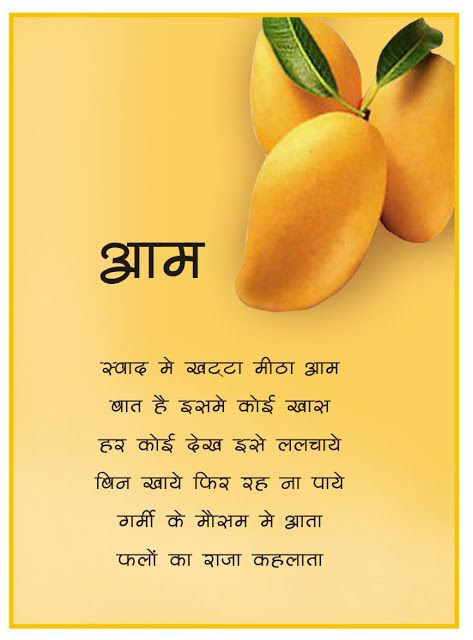 आम
स्वाद मे खट्टा मीठा आम
बात है इसमे कोई खास
हर कोई देख इसे ललचाये
बिन खाये फिर रह ना पाये
गर्मी के मौसम मे आता
फलों का राजा कहलाता